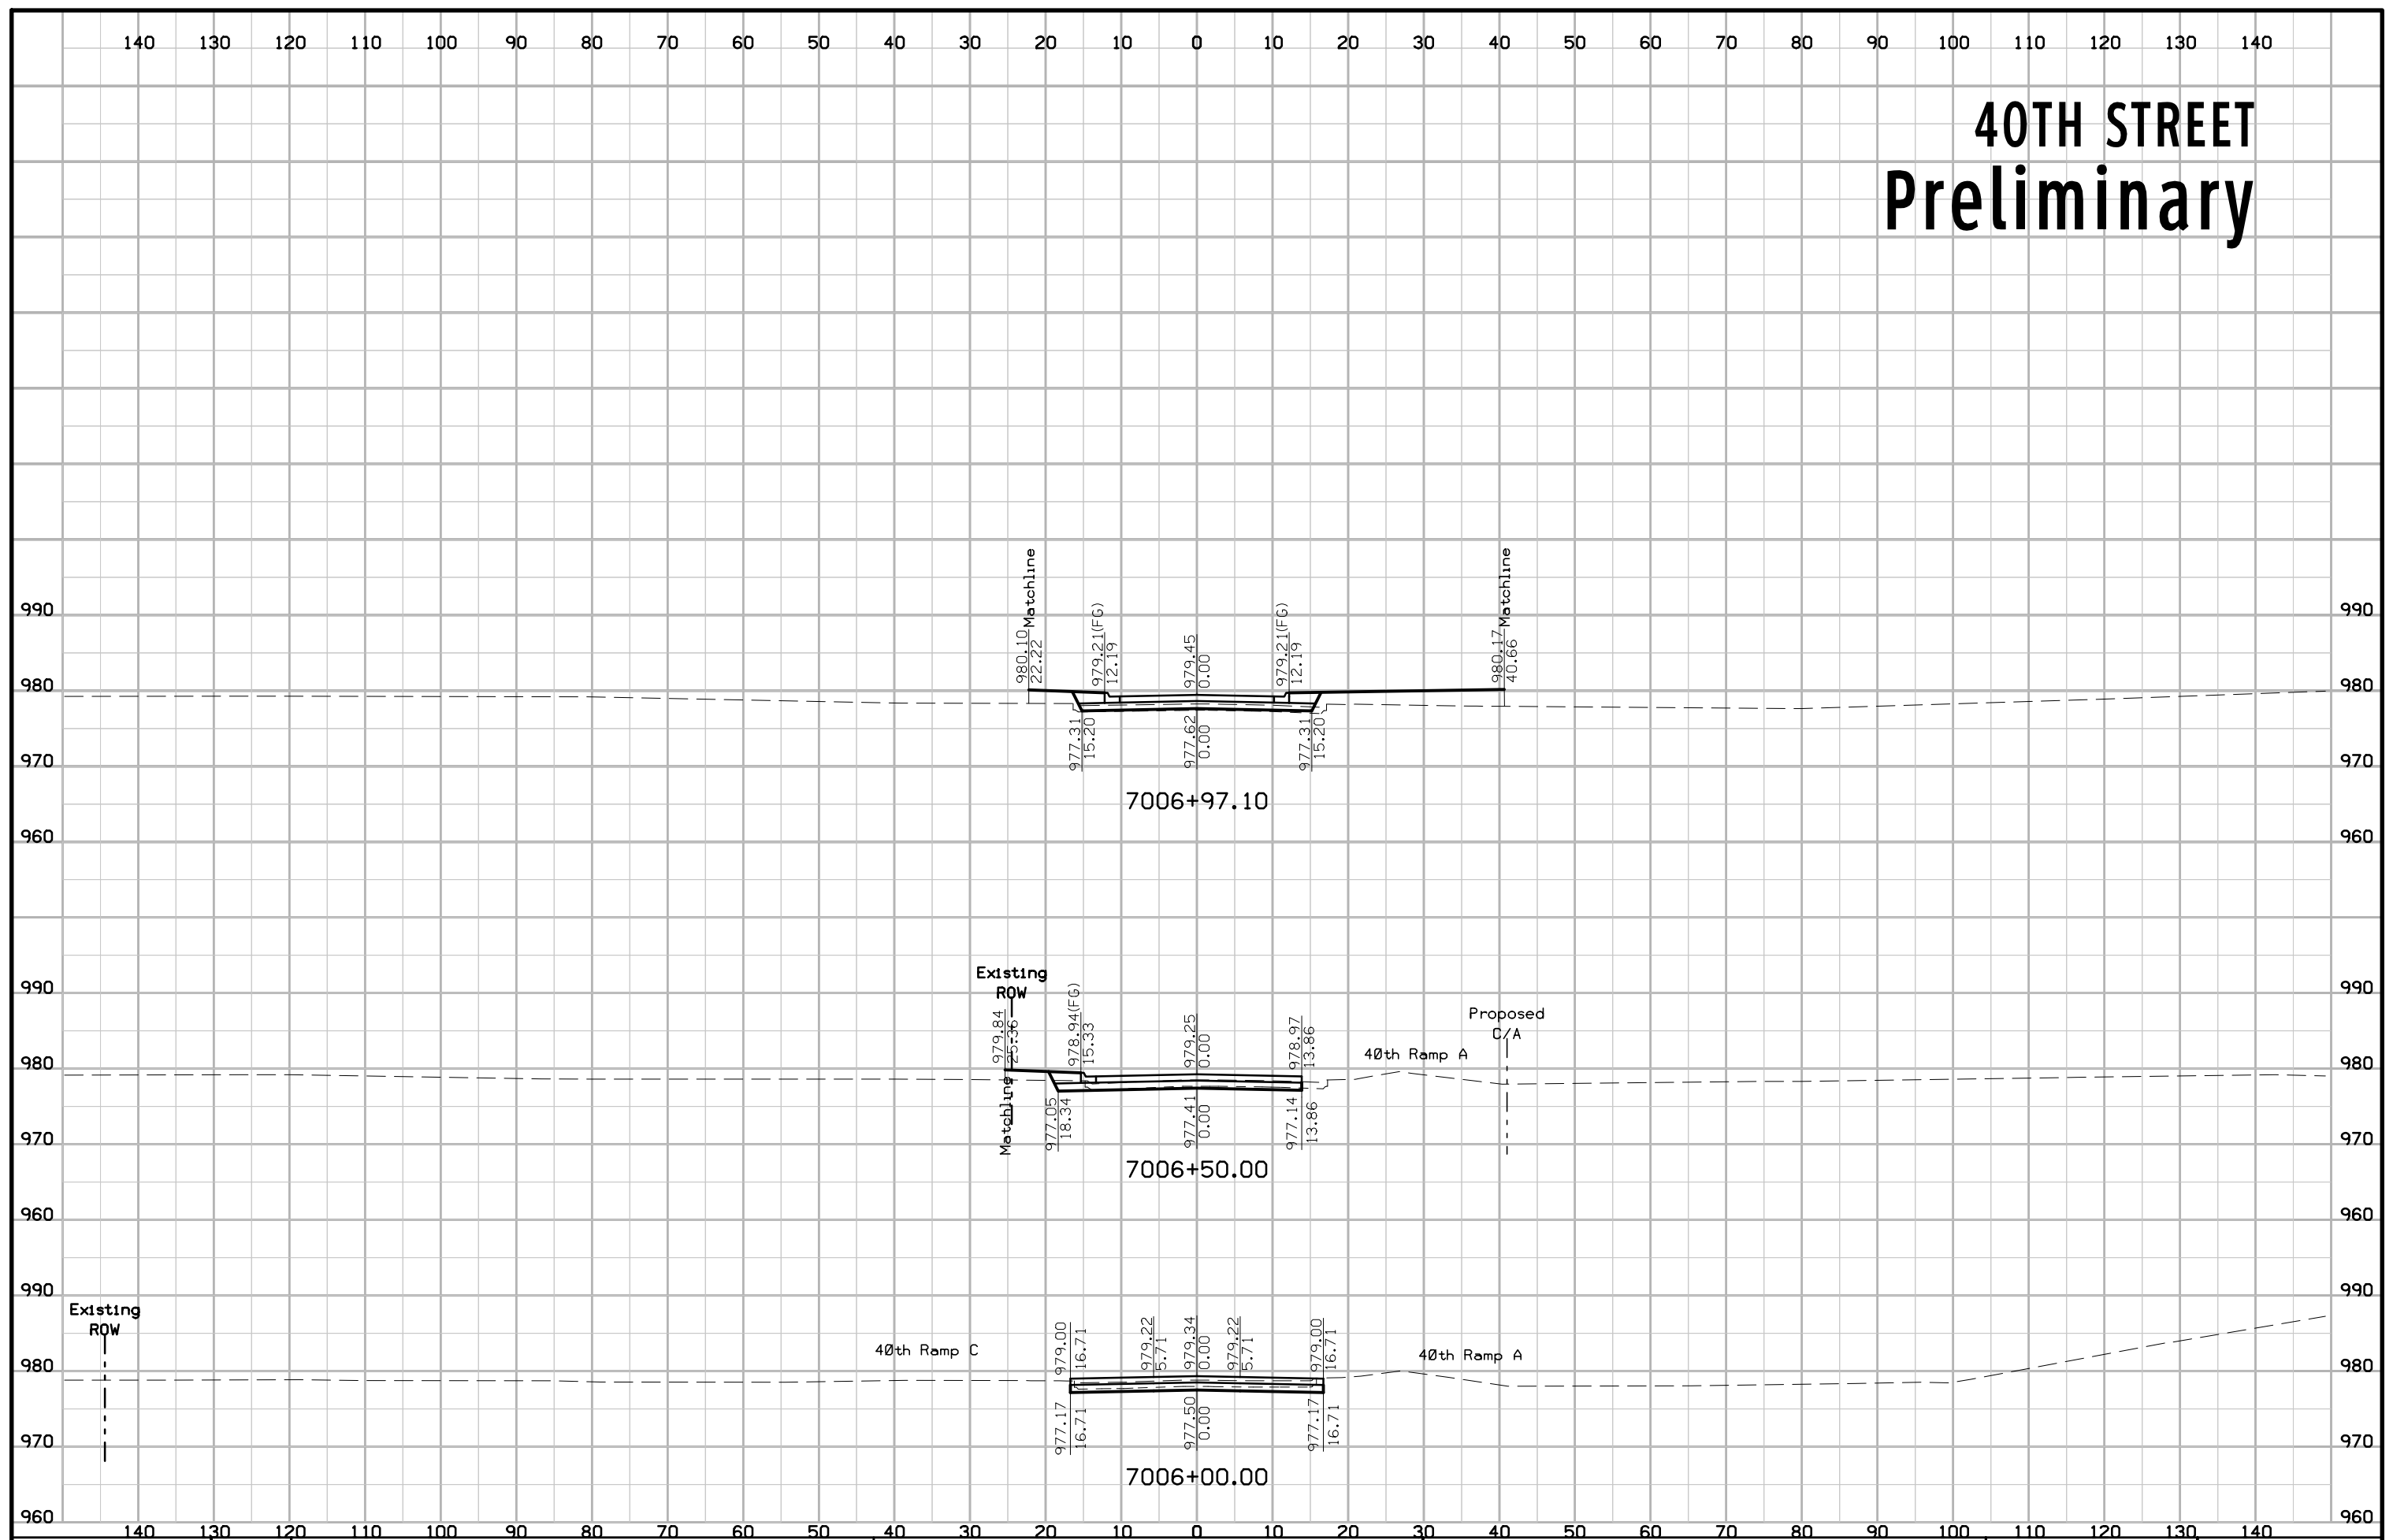 140 130 120 110 100 90 80 70 60 50 40 30 20 10 0 10 20 30 40 50 60 70 80 90 100 110 120 130 140
40TH STREET
Preliminary
990 990
980.10 Matchline
22.22
979.21(FG)
12.19
979.45
0.00
979.21(FG)
12.19
980.17 Matchline
40.66
980 980
977.31
15.20
977.62
0.00
977.31
15.20
970 970
7006+97.10
960 960
Existing
ROW
990 990
979.84
25.36
Matchline
978.94(FG)
15.33
979.25
0.00
978.97
13.86
40th Ramp A
Proposed
C/A
980 980
977.05
18.34
977.41
0.00
977.14
13.86
970 970
7006+50.00
960 960
990 990
Existing
ROW
40th Ramp C
979.00
16.71
979.22
5.71
979.34
0.00
979.22
5.71
979.00
16.71
40th Ramp A
980 980
977.17
16.71
977.50
0.00
977.17
16.71
970 970
7006+00.00
960 960
140 130 120 110 100 90 80 70 60 50 40 30 20 10 0 10 20 30 40 50 60 70 80 90 100 110 120 130 140